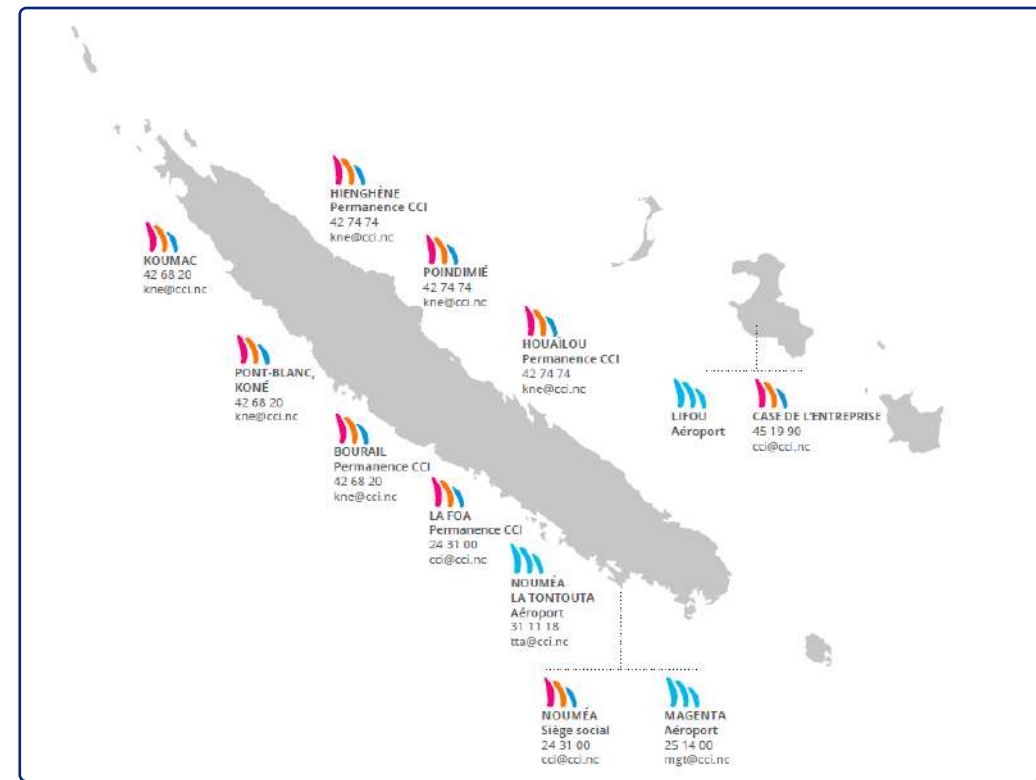 HIENGHÈNE
Permanence CCI
42 74 74
kne@cci.nc
KOUMAC
42 68 20
kne@cci.nc
POINDIMIÉ
42 74 74
kne@cci.nc
HOUAÏLOU
Permanence CCI
42 74 74
kne@cci.nc
PONT-BLANC,
KONÉ
42 68 20
kne@cci.nc
LIFOU
Aéroport
CASE DE L'ENTREPRISE
45 19 90
cci@cci.nc
BOURAIL
Permanence CCI
42 68 20
kne@cci.nc
LA FOA
Permanence CCI
24 31 00
cci@cci.nc
NOUMÉA
LA TONTOUTA
Aéroport
31 11 18
tta@cci.nc
NOUMÉA
Siège social
24 31 00
cci@cci.nc
MAGENTA
Aéroport
25 14 00
mgt@cci.nc